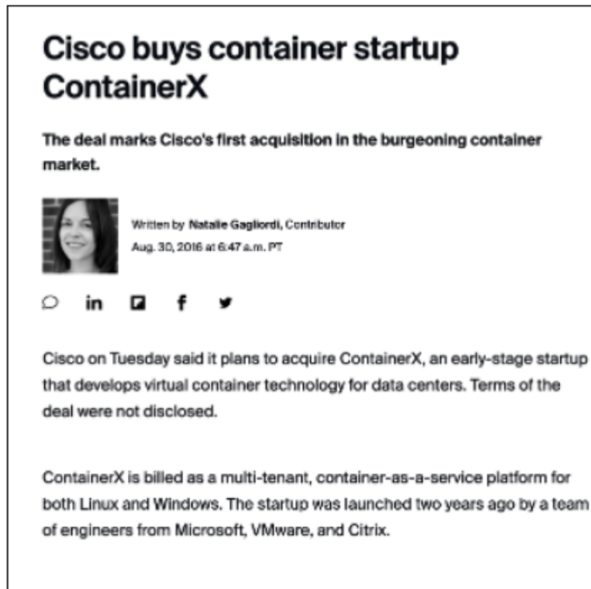 Cisco buys container startup
ContainerX
The deal marks Cisco's first acquisition in the burgeoning container
market.
Written by Natalie Gagliordi, Contributor
Aug. 30, 2016 at 6:47 a.m. PT
Cisco on Tuesday said it plans to acquire ContainerX, an early-stage startup
that develops virtual container technology for data centers. Terms of the
deal were not disclosed.
ContainerX is billed as a multi-tenant, container-as-a-service platform for
both Linux and Windows. The startup was launched two years ago by a team
of engineers from Microsoft, VMware, and Citrix.